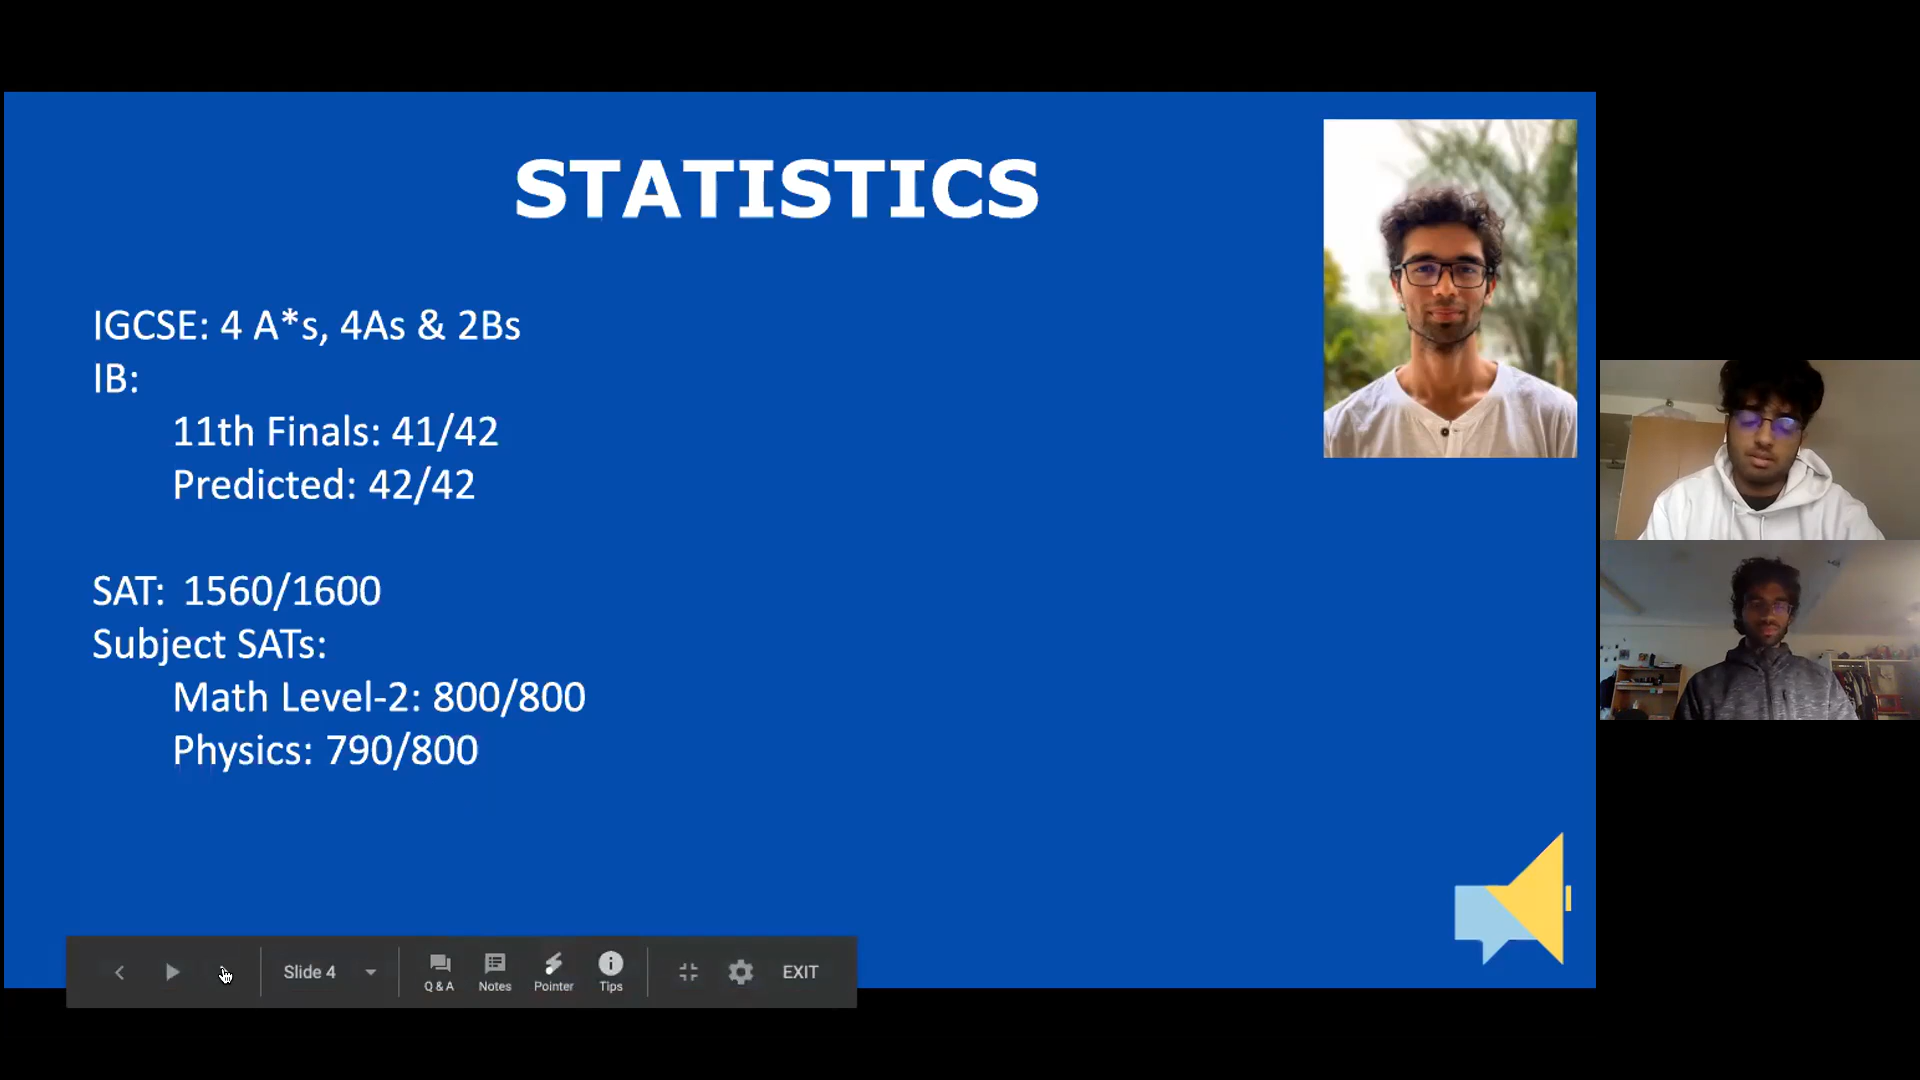 STATISTICS
IGCSE: 4 A*s, 4As & 2Bs
IB:
11th Finals: 41/42
Predicted: 42/42
SAT: 1560/1600
Subject SATs:
Math Level-2: 800/800
Physics: 790/800
Slide 4
Q & A
Notes
Pointer
Tips
EXIT